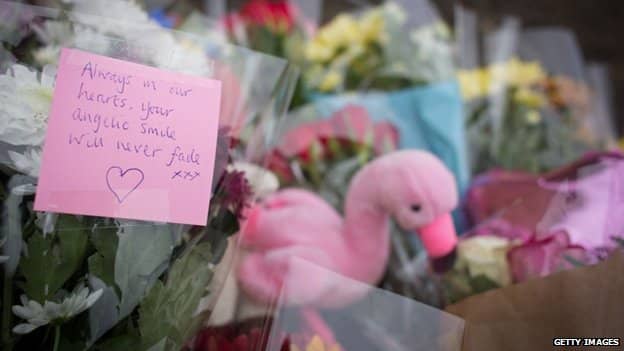 Always in our
hearts. Your
angelic smile
will never fade
xxx
GETTY IMAGES